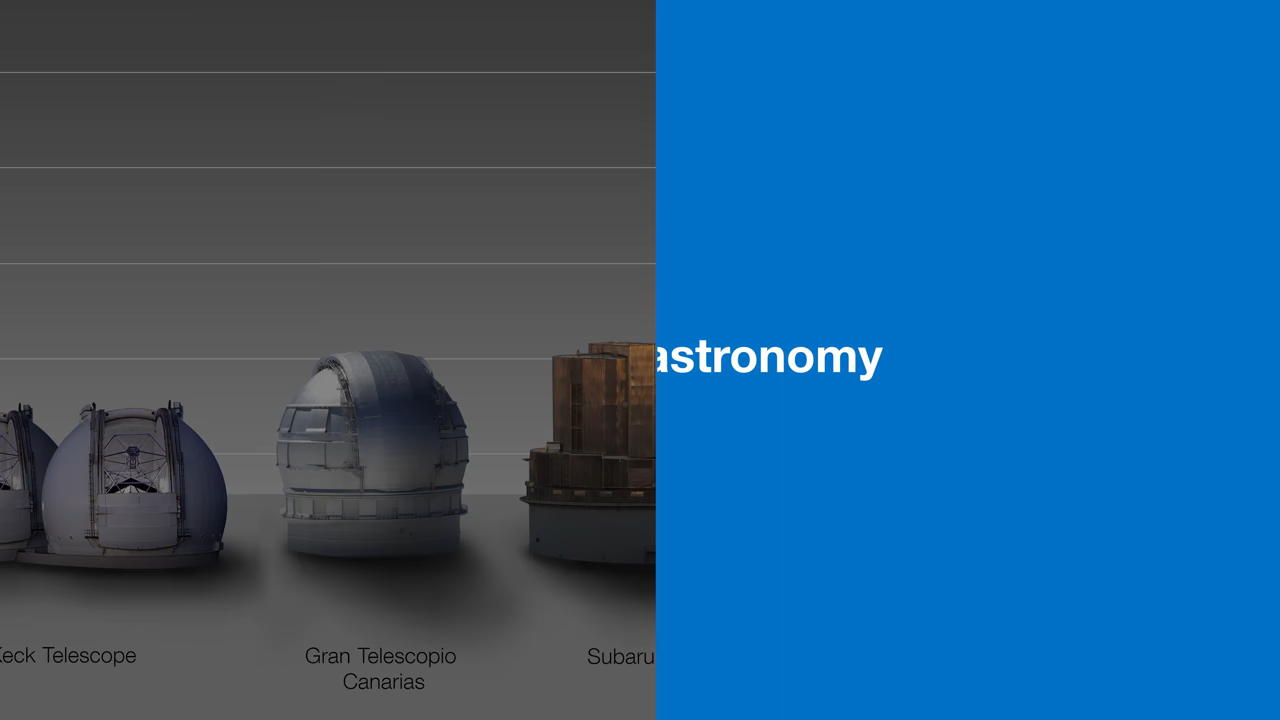 astronomy
Keck Telescope
Gran Telescopio
Canarias
Subaru